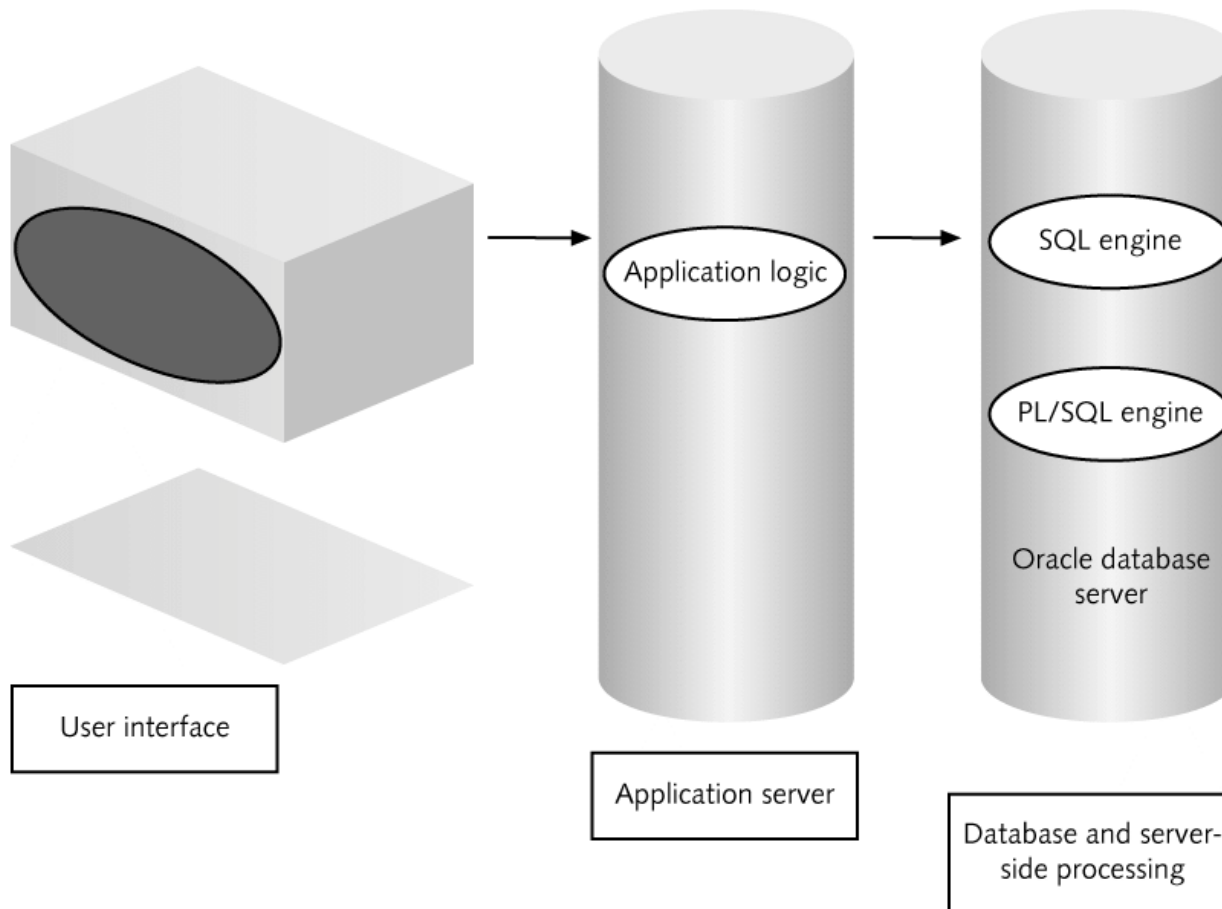 User interface
Application logic
Application server
SQL engine
PL/SQL engine
Oracle database
server
Database and server-
side processing